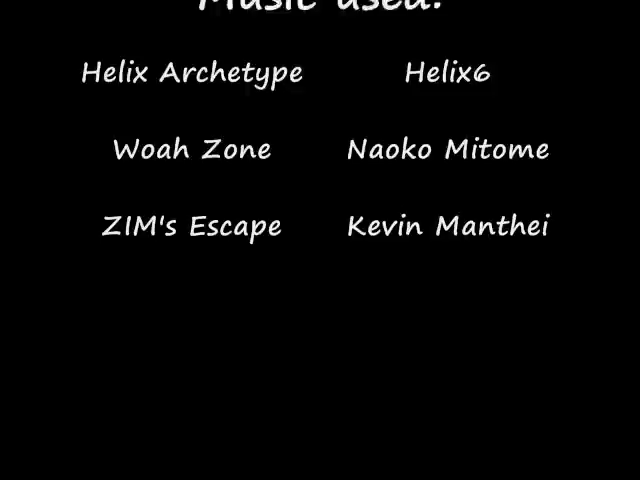 Music used:
Helix Archetype Helix6
Woah Zone Naoko Mitome
ZIM's Escape Kevin Manthei